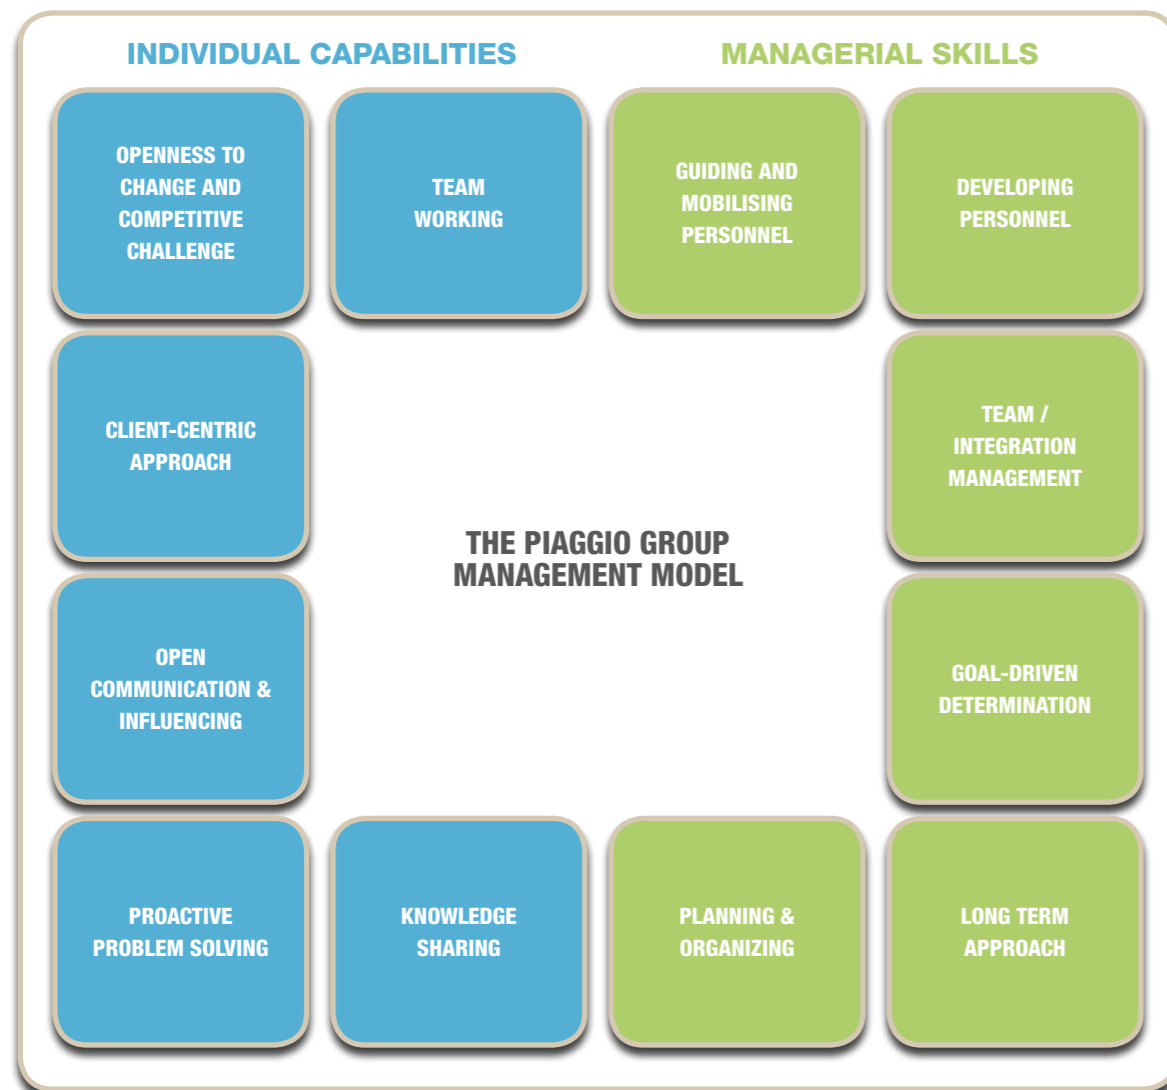 INDIVIDUAL CAPABILITIES
MANAGERIAL SKILLS
OPENNESS TO
CHANGE AND
COMPETITIVE
CHALLENGE
TEAM
WORKING
GUIDING AND
MOBILISING
PERSONNEL
DEVELOPING
PERSONNEL
CLIENT-CENTRIC
APPROACH
TEAM /
INTEGRATION
MANAGEMENT
THE PIAGGIO GROUP
MANAGEMENT MODEL
OPEN
COMMUNICATION &
INFLUENCING
GOAL-DRIVEN
DETERMINATION
PROACTIVE
PROBLEM SOLVING
KNOWLEDGE
SHARING
PLANNING &
ORGANIZING
LONG TERM
APPROACH